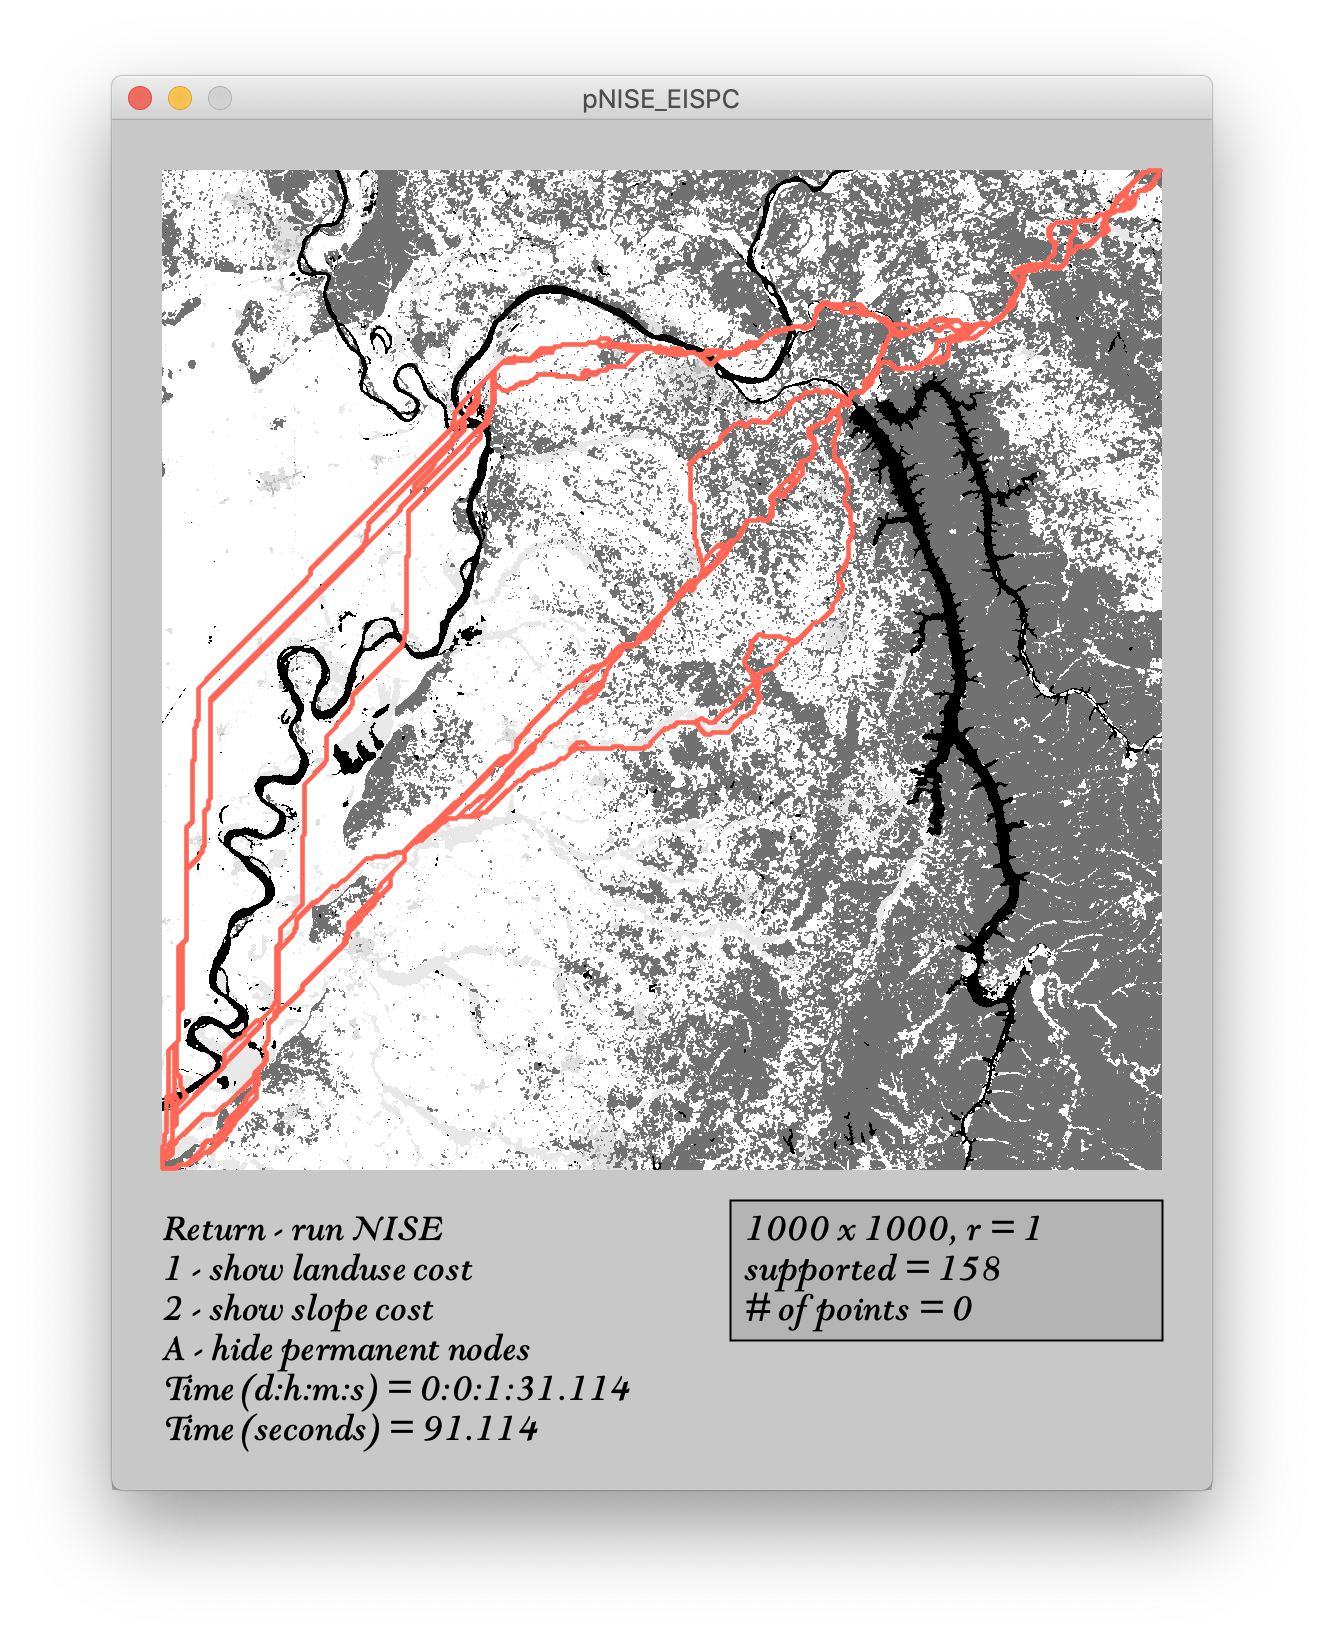 pNISE_EISPC
Return - run NISE
1 - show landuse cost
2 - show slope cost
A - hide permanent nodes
Time (d:h:m:s) = 0:0:1:31.114
Time (seconds) = 91.114
1000 x 1000, r = 1
supported = 158
# of points = 0